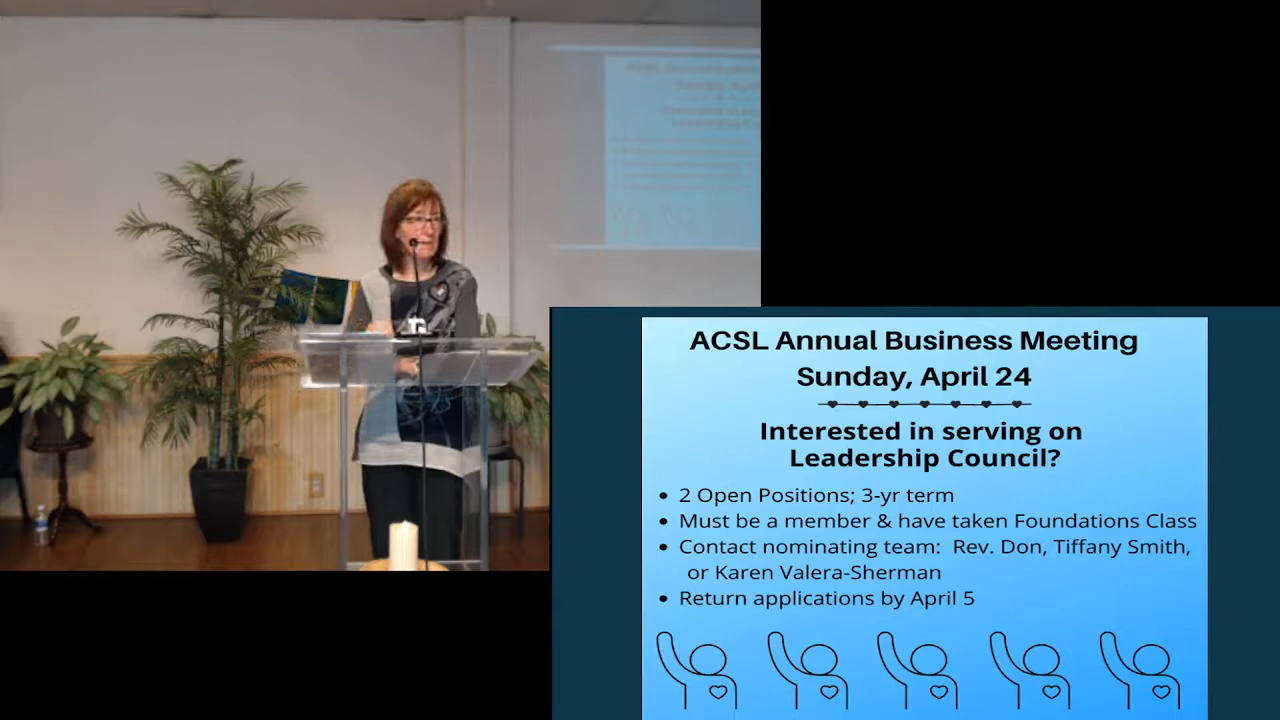 ACSL Annual Business Meeting
Sunday, April 24
Interested in serving on
Leadership Council?
• 2 Open Positions; 3-yr term
• Must be a member & have taken Foundations Class
• Contact nominating team: Rev. Don, Tiffany Smith,
or Karen Valera-Sherman
• Return applications by April 5